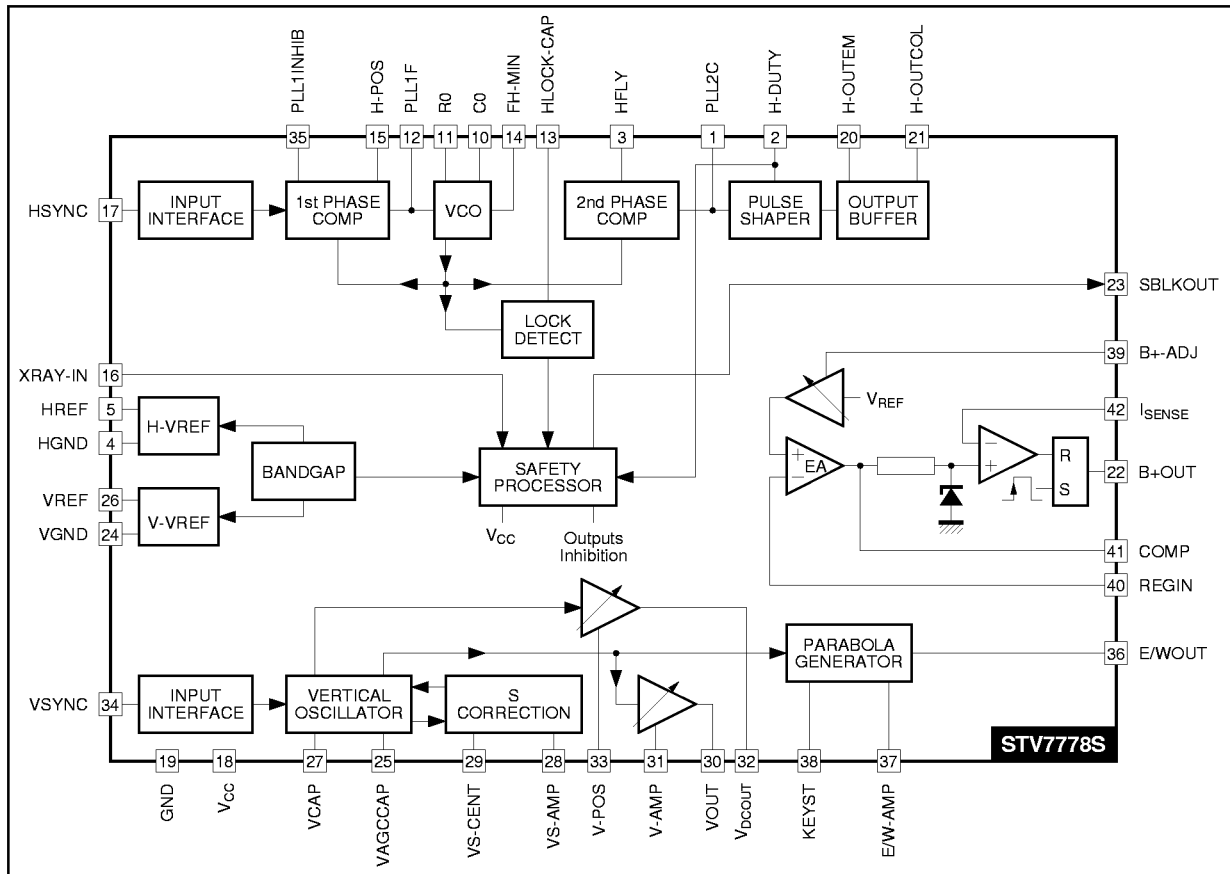 PLL1INHIB
H-POS
PLL1F
R0
C0
FH-MIN
HLOCK-CAP
HFLY
PLL2C
H-DUTY
H-OUTEM
H-OUTCOL
35
15
12
11
10
14
13
3
1
2
20
21
HSYNC
17
INPUT
INTERFACE
1st PHASE
COMP
VCO
2nd PHASE
COMP
PULSE
SHAPER
OUTPUT
BUFFER
23
SBLKOUT
LOCK
DETECT
39
B+-ADJ
XRAY-IN
16
HREF
5
HGND
4
H-VREF
VREF
42
ISENSE
BANDGAP
SAFETY
PROCESSOR
+
EA
−
−
+
R
S
22
B+OUT
VREF
26
VGND
24
V-VREF
VCC
Outputs
Inhibition
41
COMP
40
REGIN
PARABOLA
GENERATOR
36
E/WOUT
VSYNC
34
INPUT
INTERFACE
VERTICAL
OSCILLATOR
S
CORRECTION
STV7778S
19
18
27
25
29
28
33
31
30
32
38
37
GND
VCC
VCAP
VAGCCAP
VS-CENT
VS-AMP
V-POS
V-AMP
VOUT
VDCOUT
KEYST
E/W-AMP